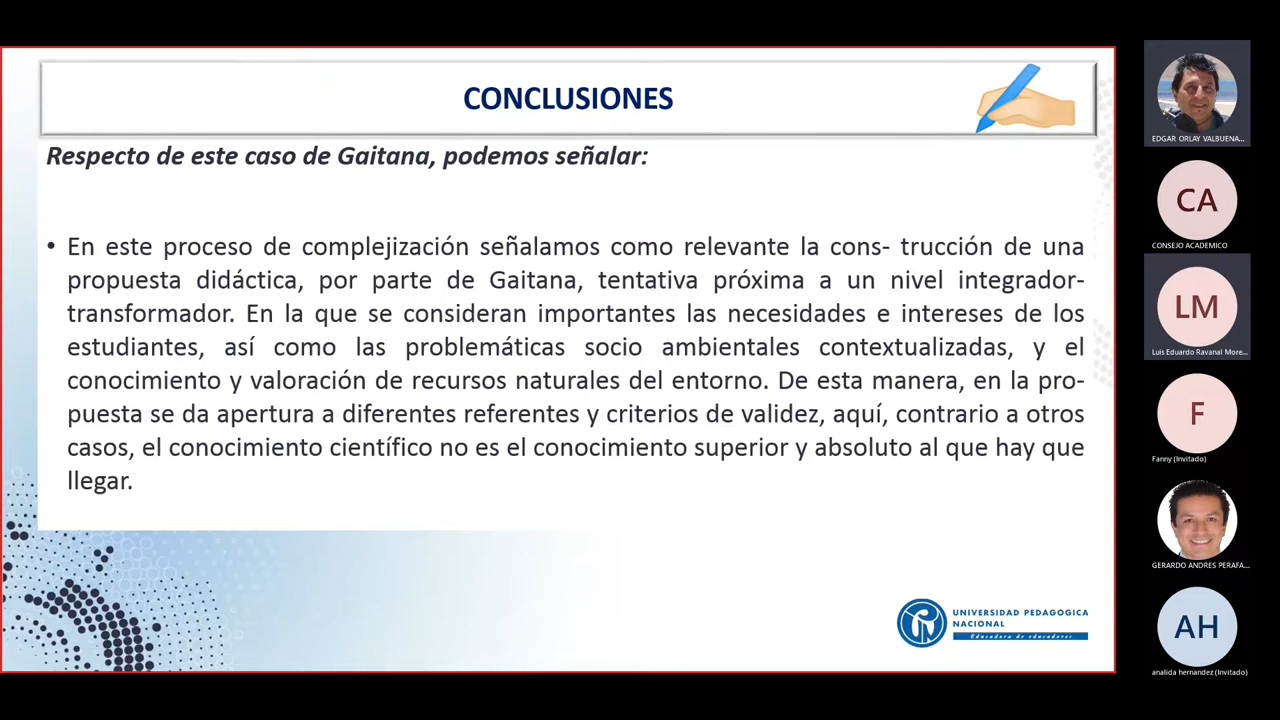 CONCLUSIONES
Respecto de este caso de Gaitana, podemos señalar:
• En este proceso de complejización señalamos como relevante la cons- trucción de una
propuesta didáctica, por parte de Gaitana, tentativa próxima a un nivel integrador-
transformador. En la que se consideran importantes las necesidades e intereses de los
estudiantes, así como las problemáticas socio ambientales contextualizadas, y el
conocimiento y valoración de recursos naturales del entorno. De esta manera, en la pro-
puesta se da apertura a diferentes referentes y criterios de validez, aquí, contrario a otros
casos, el conocimiento científico no es el conocimiento superior y absoluto al que hay que
llegar.
UNIVERSIDAD PEDAGOGICA
NACIONAL
Educadora de educadores
EDGAR ORLAY VALBUENA...
CA
CONSEJO ACADEMICO
LM
Luis Eduardo Ravanal More...
F
Fanny (Invitado)
GERARDO ANDRES PERAFA...
AH
analida hernandez (Invitado)